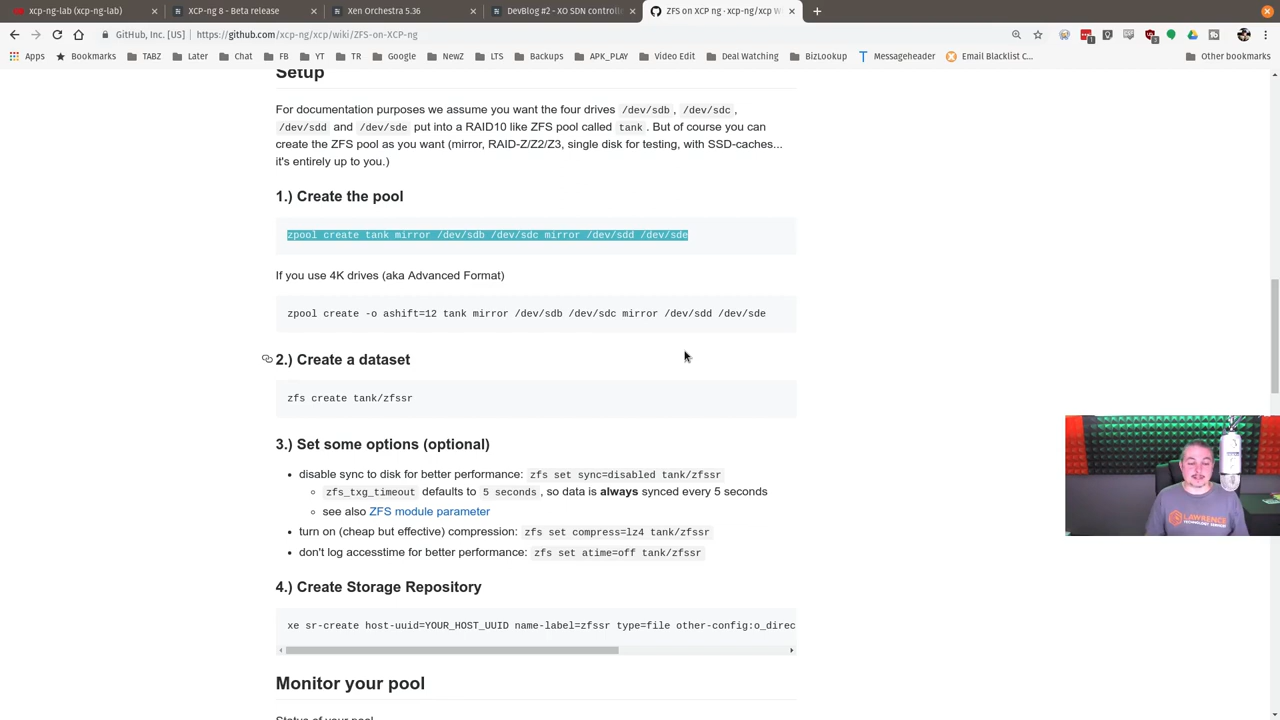 xcp-ng-lab (xcp-ng-lab)
XCP-ng 8 - Beta release
Xen Orchestra 5.36
DevBlog #2 - XO SDN controll
ZFS on XCP ng · xcp-ng/xcp W
GitHub, Inc. [US] | https://github.com/xcp-ng/xcp/wiki/ZFS-on-XCP-ng
Apps Bookmarks TABZ Later Chat FB YT TR Google NewZ LTS Backups APK_PLAY Video Edit Deal Watching BizLookup Messageheader Email Blacklist C... Other bookmarks
Setup
For documentation purposes we assume you want the four drives /dev/sdb , /dev/sdc ,
/dev/sdd and /dev/sde put into a RAID10 like ZFS pool called tank . But of course you can
create the ZFS pool as you want (mirror, RAID-Z/Z2/Z3, single disk for testing, with SSD-caches...
it's entirely up to you.)
1.) Create the pool
zpool create tank mirror /dev/sdb /dev/sdc mirror /dev/sdd /dev/sde
If you use 4K drives (aka Advanced Format)
zpool create -o ashift=12 tank mirror /dev/sdb /dev/sdc mirror /dev/sdd /dev/sde
2.) Create a dataset
zfs create tank/zfssr
3.) Set some options (optional)
disable sync to disk for better performance: zfs set sync=disabled tank/zfssr
zfs_txg_timeout defaults to 5 seconds , so data is always synced every 5 seconds
see also ZFS module parameter
turn on (cheap but effective) compression: zfs set compress=lz4 tank/zfssr
don't log accesstime for better performance: zfs set atime=off tank/zfssr
4.) Create Storage Repository
xe sr-create host-uuid=YOUR_HOST_UUID name-label=zfssr type=file other-config:o_direc
Monitor your pool
Status of your pool
LAWRENCE